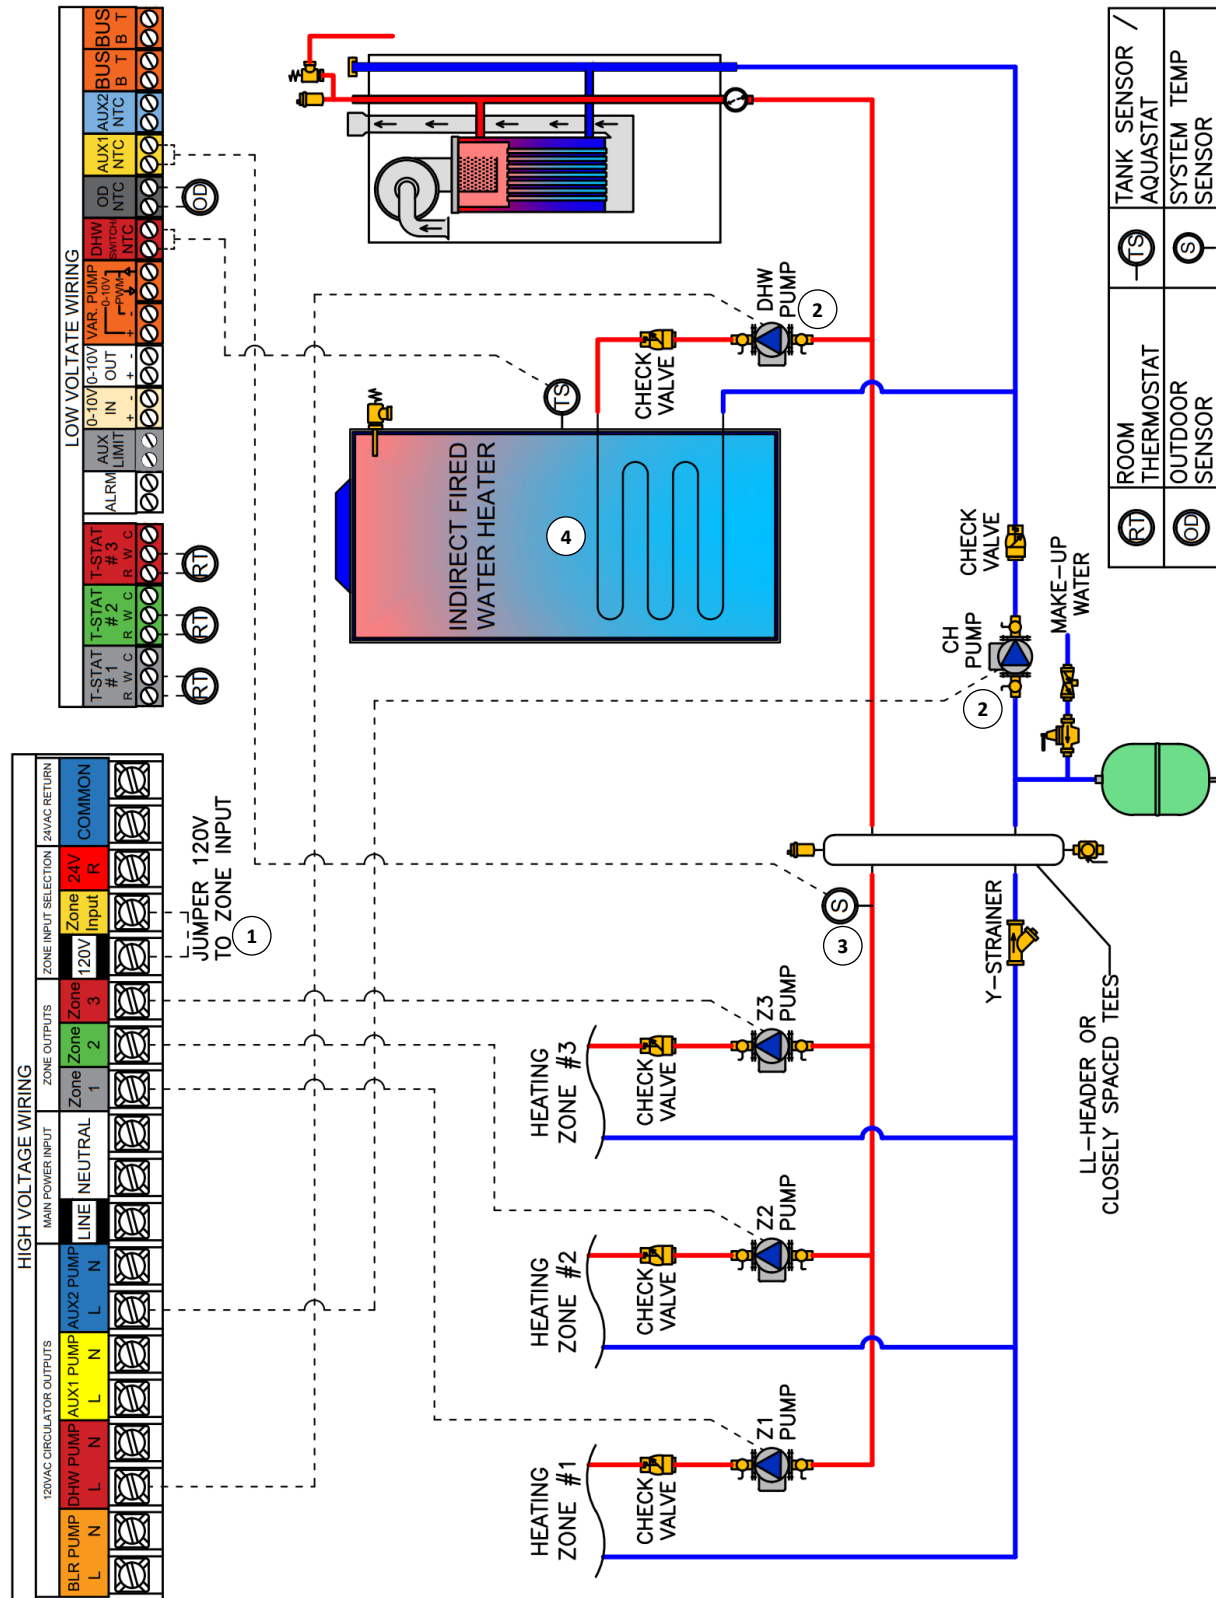 HIGH VOLTAGE WIRING
120VAC CIRCULATOR OUTPUTS
MAIN POWER INPUT
ZONE OUTPUTS
ZONE INPUT SELECTION
24VAC RETURN
BLR PUMP
L N
DHW PUMP
L N
AUX1 PUMP
L N
AUX2 PUMP
L N
LINE
NEUTRAL
Zone
1
Zone
2
Zone
3
120V
Zone
Input
24V
R
COMMON
JUMPER 120V
TO ZONE INPUT
1
LOW VOLTATE WIRING
T-STAT
# 1
R W C
T-STAT
# 2
R W C
T-STAT
# 3
R W C
ALRM
AUX
LIMIT
0-10V
IN
+ -
0-10V
OUT
+ -
VAR. PUMP
0-10V
PWM
+ -
DHW
SWITCH/
NTC
OD
NTC
AUX1
NTC
AUX2
NTC
BUS
B T
BUS
B T
RT
RT
RT
OD
HEATING
ZONE #1
CHECK
VALVE
Z1
PUMP
HEATING
ZONE #2
CHECK
VALVE
Z2
PUMP
HEATING
ZONE #3
CHECK
VALVE
Z3
PUMP
S
3
Y-STRAINER
LL-HEADER OR
CLOSELY SPACED TEES
INDIRECT FIRED
WATER HEATER
4
TS
CHECK
VALVE
DHW
PUMP
2
CH
PUMP
2
CHECK
VALVE
MAKE-UP
WATER
RT
ROOM
THERMOSTAT
TS
TANK SENSOR /
AQUASTAT
OD
OUTDOOR
SENSOR
S
SYSTEM TEMP
SENSOR